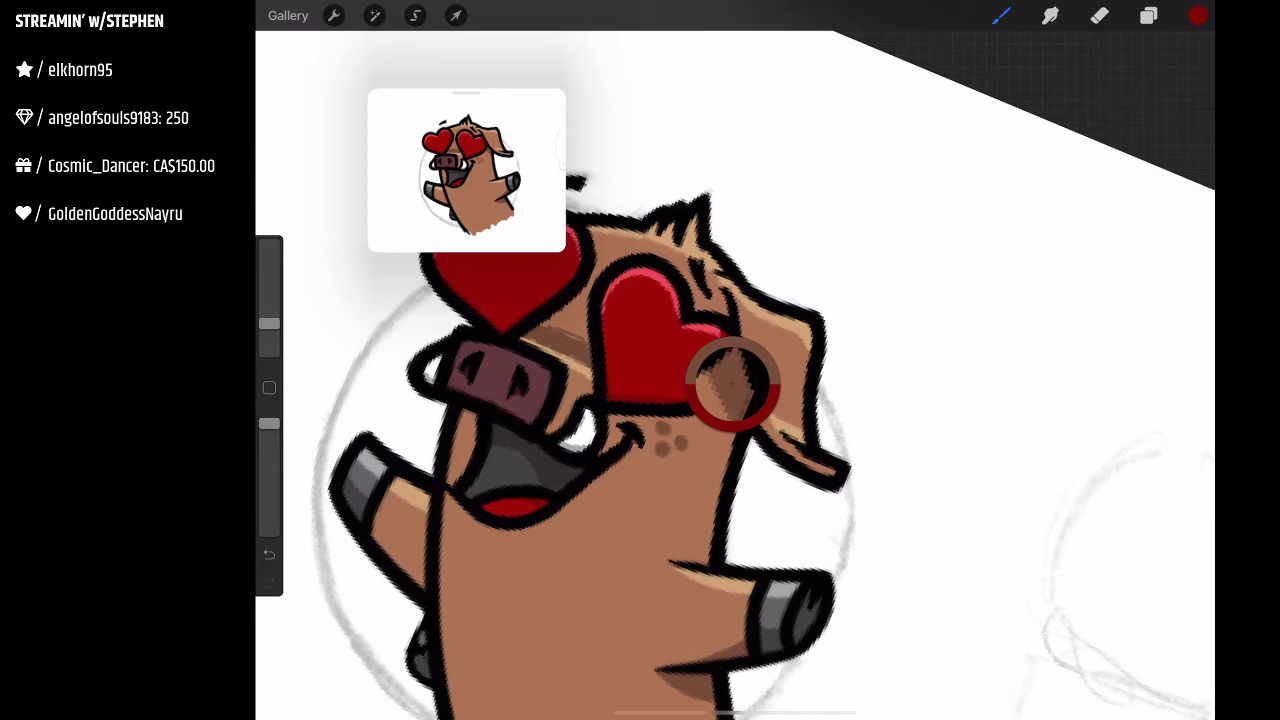 STREAMIN' w/STEPHEN
/ elkhorn95
/ angelofsouls9183: 250
/ Cosmic_Dancer: CA$150.00
/ GoldenGoddessNayru
Gallery